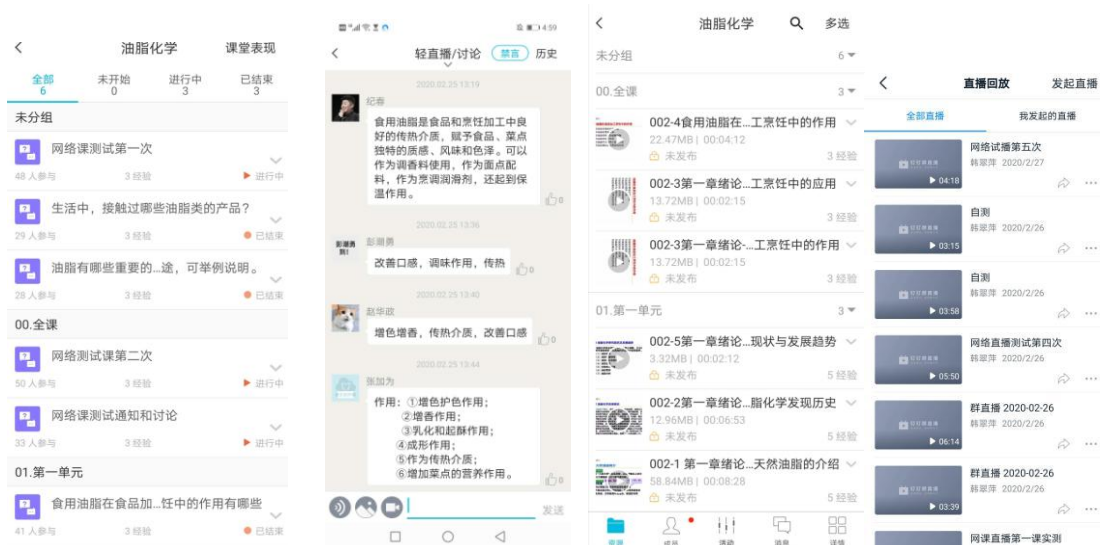 油脂化学
课堂表现
全部
6
未开始
0
进行中
3
已结束
3
未分组
网络课测试第一次
48 人参与
3 经验
进行中
生活中，接触过哪些油脂类的产品？
29 人参与
3 经验
已结束
油脂有哪些重要的...途，可举例说明。
28 人参与
3 经验
已结束
00.全课
网络测试课第二次
50 人参与
3 经验
进行中
网络课测试通知和讨论
33 人参与
3 经验
进行中
01.第一单元
食用油脂在食品加...饪中的作用有哪些
41 人参与
3 经验
已结束
4:59
轻直播/讨论
禁言
历史
2020.02.25 13:19
纪春
食用油脂是食品和烹饪加工中良
好的传热介质，赋予食品、菜点
独特的质感、风味和色泽。可以
作为调香料使用，作为面点配
料，作为烹调润滑剂，还起到保
温作用。
0
2020.02.25 13:36
改善口感，调味作用，传热
0
2020.02.25 13:40
赵华政
增色增香，传热介质，改善口感
0
2020.02.25 13:44
张加为
作用：①增色护色作用；
②增香作用；
③乳化和起酥作用；
④成形作用；
⑤作为传热介质；
⑥增加菜点的营养作用。
0
发送
油脂化学
多选
未分组
6
00.全课
3
002-4食用油脂在...工烹饪中的作用
22.47MB | 00:04:12
未发布
3 经验
002-3第一章绪论...工烹饪中的应用
13.72MB | 00:02:15
未发布
3 经验
002-3第一章绪论-...工烹饪中的作用
13.72MB | 00:02:15
未发布
3 经验
01.第一单元
3
002-5第一章绪论...现状与发展趋势
3.32MB | 00:02:12
未发布
5 经验
002-2第一章绪论...脂化学发现历史
12.96MB | 00:06:53
未发布
5 经验
002-1 第一章绪论...天然油脂的介绍
58.84MB | 00:08:28
未发布
5 经验
资源
成员
活动
消息
详情
直播回放
发起直播
全部直播
我发起的直播
04:18
网络试播第五次
韩翠萍 2020/2/27
03:15
自测
韩翠萍 2020/2/26
03:58
自测
韩翠萍 2020/2/26
05:50
网络直播测试第四次
韩翠萍 2020/2/26
06:14
群直播 2020-02-26
韩翠萍 2020/2/26
03:39
群直播 2020-02-26
韩翠萍 2020/2/26
网课直播第一课实测